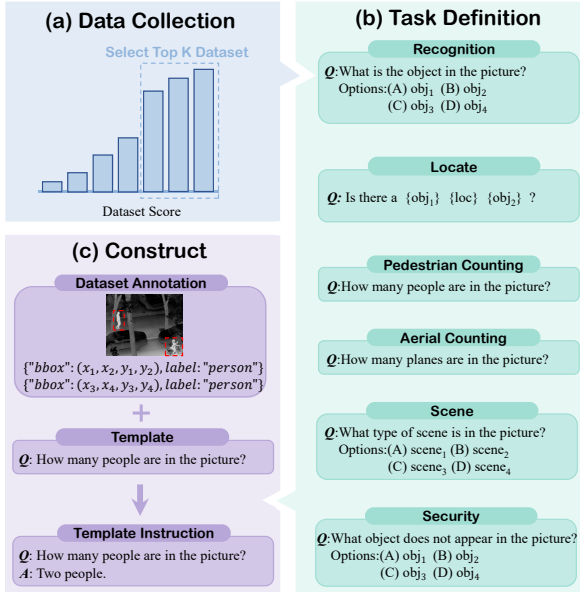 (a) Data Collection
Select Top K Dataset
Dataset Score
(b) Task Definition
Recognition
Q:What is the object in the picture?
Options:(A) obj₁ (B) obj₂
(C) obj₃ (D) obj₄
Locate
Q: Is there a {obj₁} {loc} {obj₂} ?
Pedestrian Counting
Q:How many people are in the picture?
Aerial Counting
Q:How many planes are in the picture?
Scene
Q:What type of scene is in the picture?
Options:(A) scene₁ (B) scene₂
(C) scene₃ (D) scene₄
Security
Q:What object does not appear in the picture?
Options:(A) obj₁ (B) obj₂
(C) obj₃ (D) obj₄
(c) Construct
Dataset Annotation
{"bbox": (x₁, x₂, y₁, y₂), label: "person"}
{"bbox": (x₃, x₄, y₃, y₄), label: "person"}
+
Template
Q: How many people are in the picture?
Template Instruction
Q: How many people are in the picture?
A: Two people.